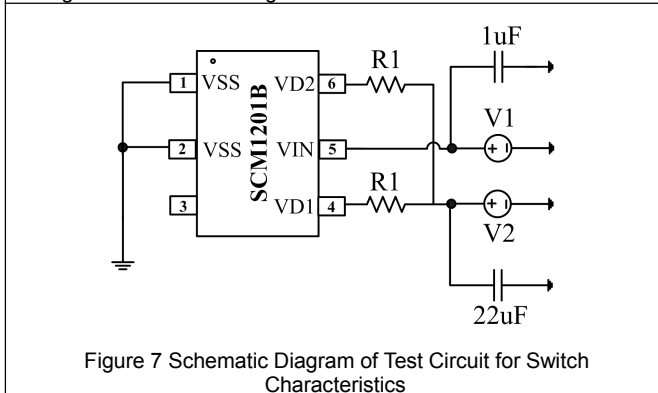 1uF
R1
1 VSS VD2 6
V1
2 VSS VIN 5
SCM1201B
R1
3 VD1 4
V2
22uF
Figure 7 Schematic Diagram of Test Circuit for Switch
Characteristics